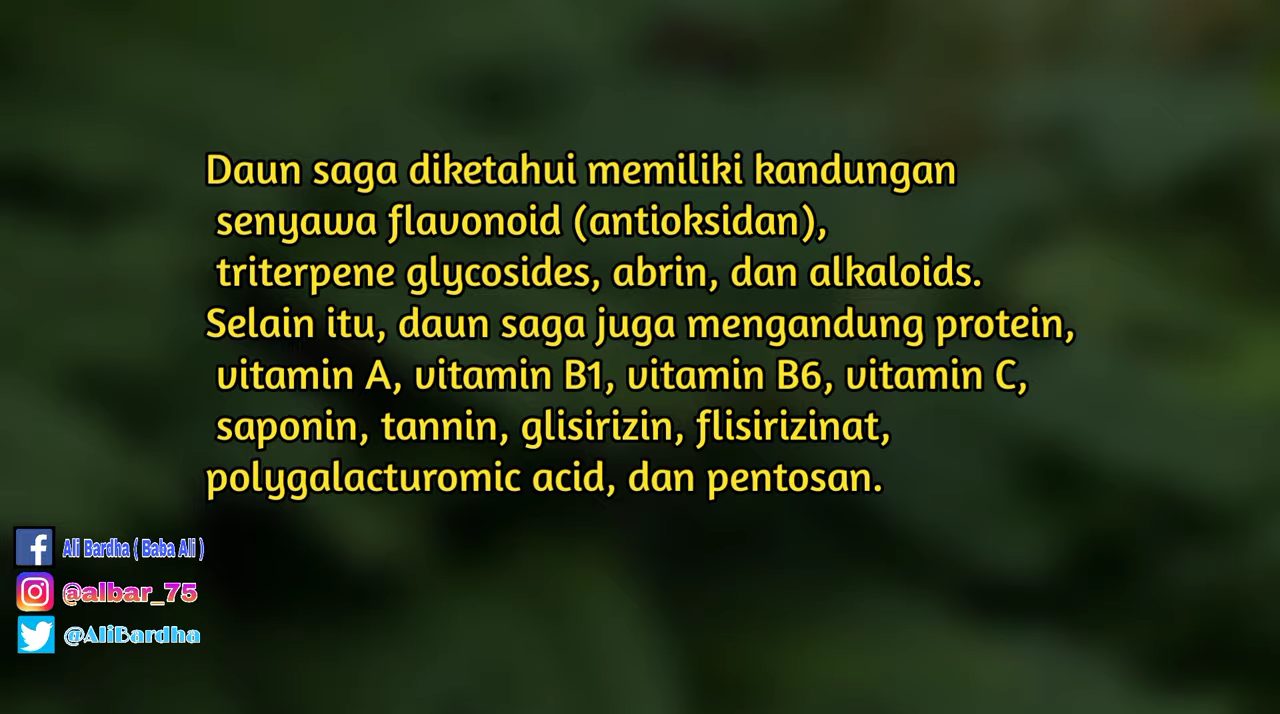 Daun saga diketahui memiliki kandungan
senyawa flavonoid (antioksidan),
triterpene glycosides, abrin, dan alkaloids.
Selain itu, daun saga juga mengandung protein,
vitamin A, vitamin B1, vitamin B6, vitamin C,
saponin, tannin, glisirizin, flisirizinat,
polygalacturomic acid, dan pentosan.
Ali Bardha ( Baba Ali )
@albar_75
@AliBardha